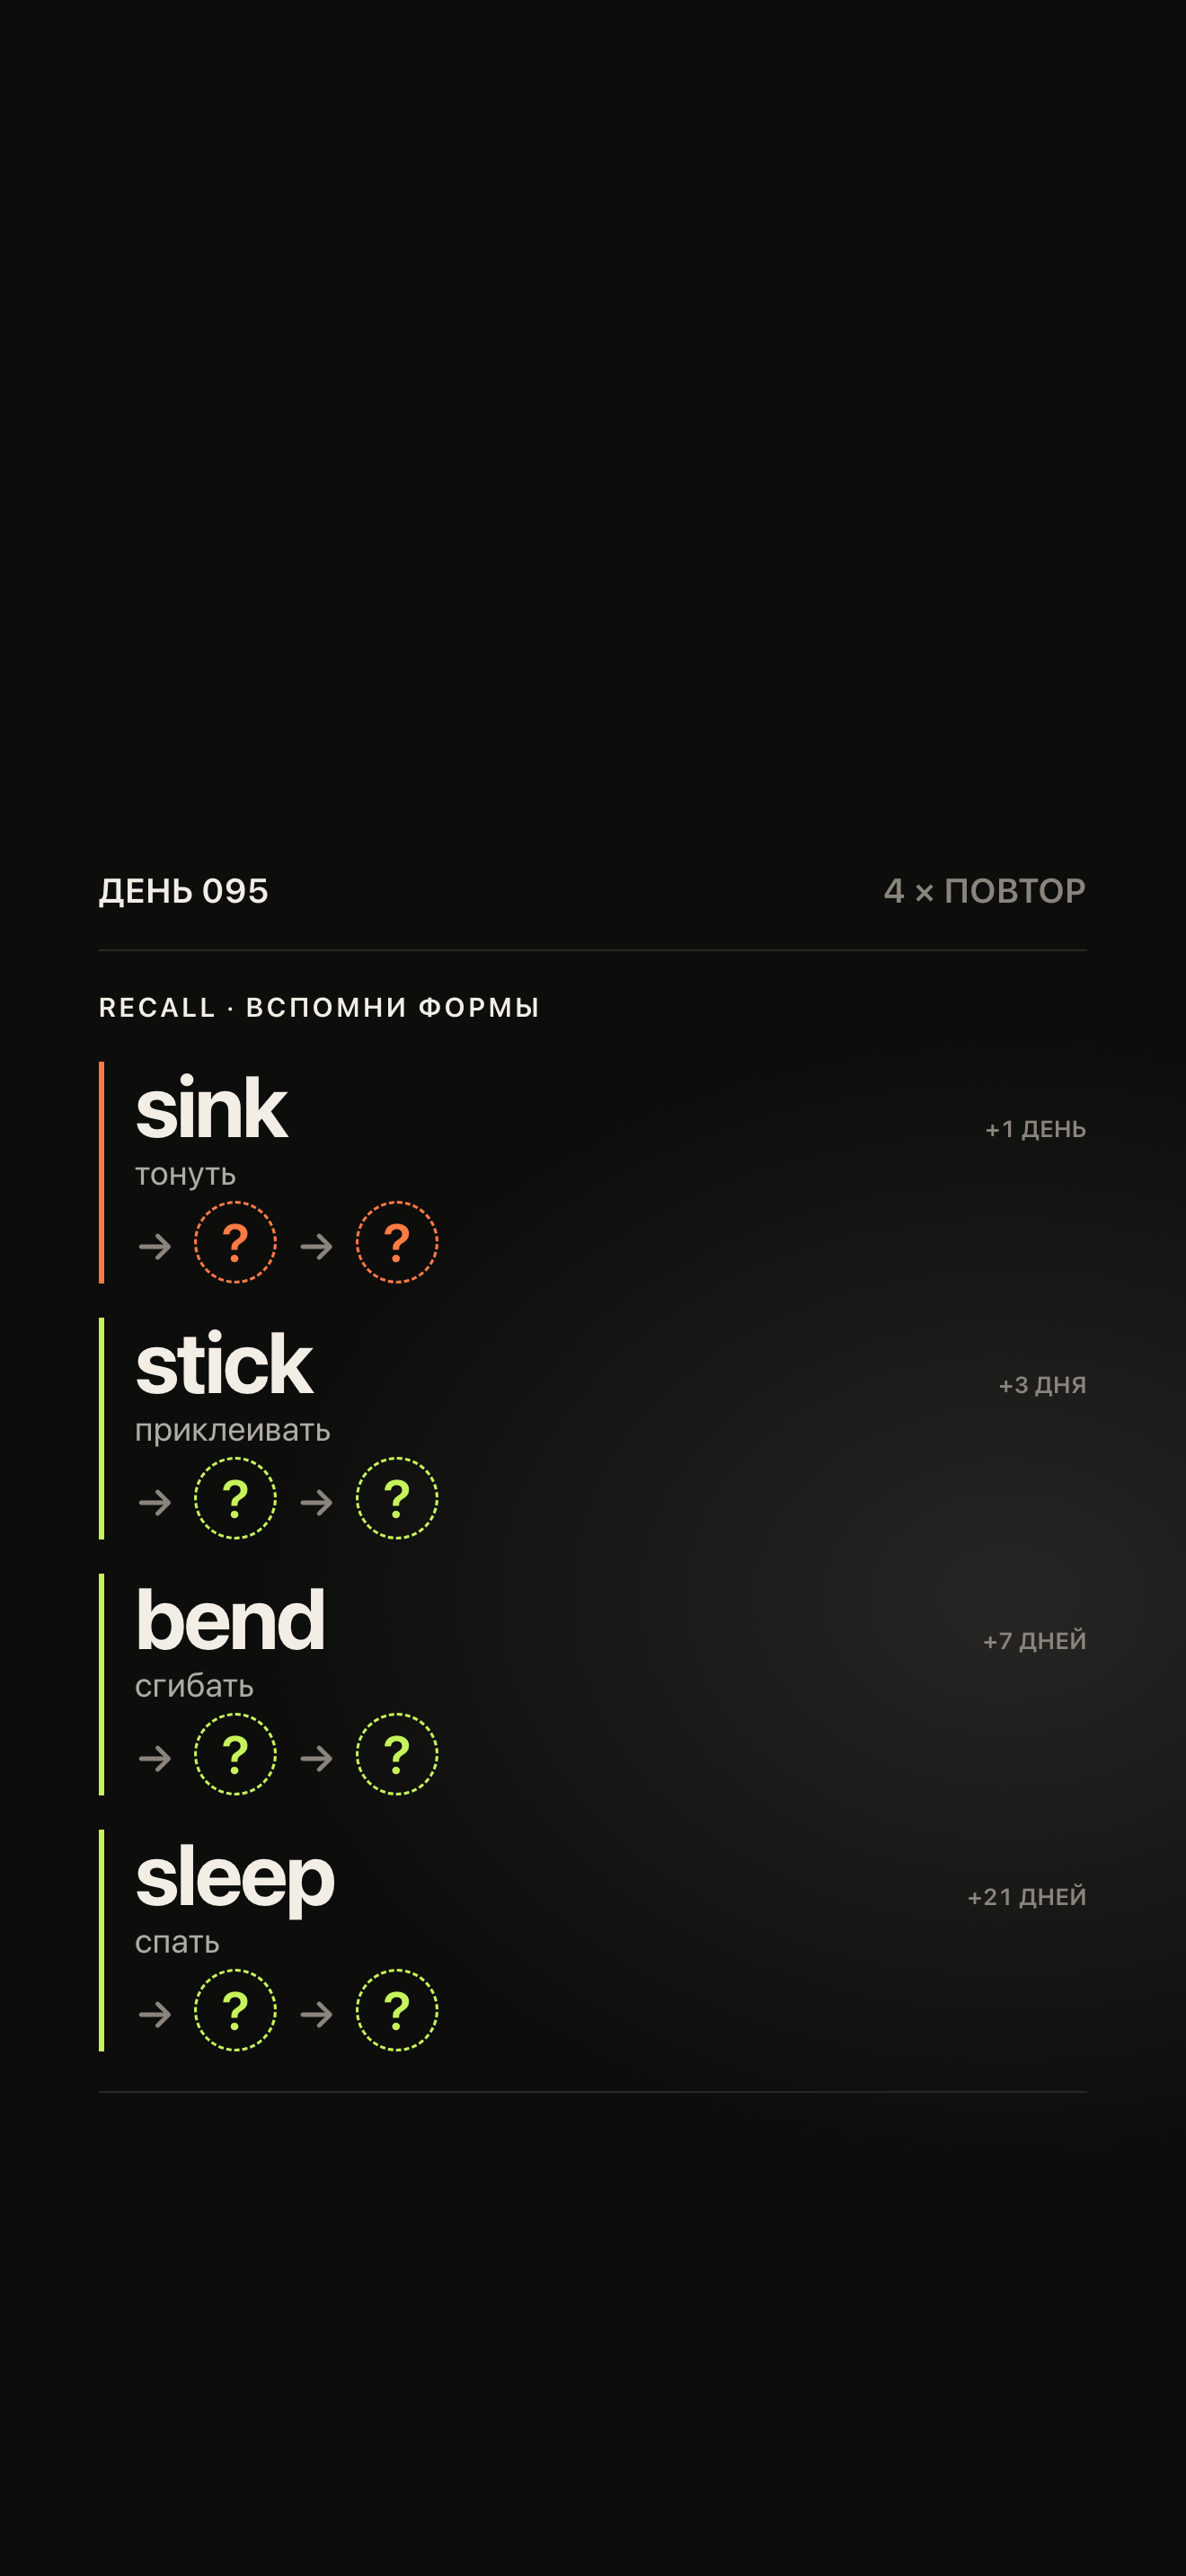 ДЕНЬ 095
4 × ПОВТОР
RECALL · ВСПОМНИ ФОРМЫ
sink
+1 ДЕНЬ
тонуть
→ ? → ?
stick
+3 ДНЯ
приклеивать
→ ? → ?
bend
+7 ДНЕЙ
сгибать
→ ? → ?
sleep
+21 ДНЕЙ
спать
→ ? → ?